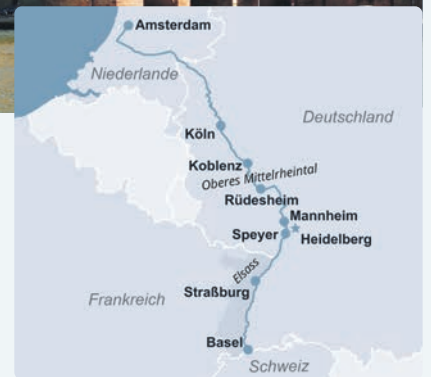 Amsterdam
Niederlande
Deutschland
Köln
Koblenz
Oberes Mittelrheintal
Rüdesheim
Mannheim
Speyer
Heidelberg
Elsass
Straßburg
Frankreich
Basel
Schweiz